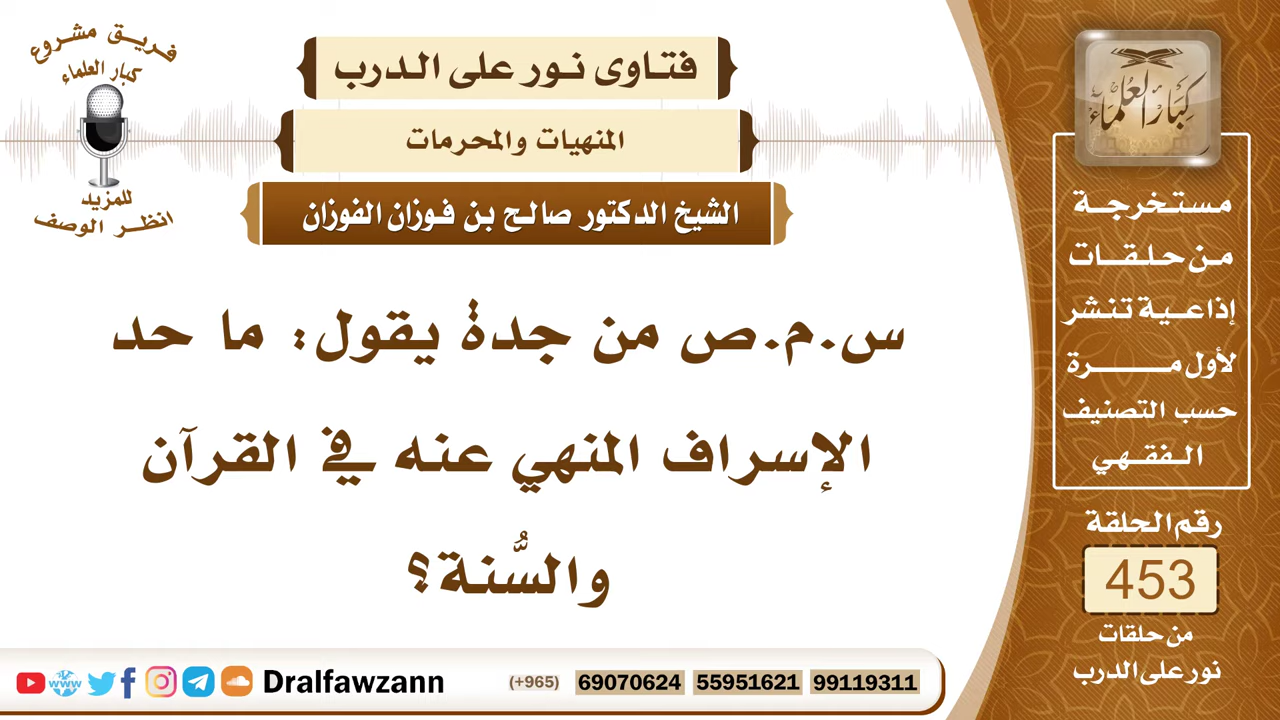 فريق مشروع
كبار العلماء
للمزيد
انظر الوصف
فتاوى نور على الدرب
المنهيات والمحرمات
الشيخ الدكتور صالح بن فوزان الفوزان
س.م.ص من جدة يقول: ما حد
الإسراف المنهي عنه في القرآن
والسُّنة؟
كبار العلماء
مستخرجة
من حلقات
إذاعية تنشر
لأول مرة
حسب التصنيف
الفقهي
رقم الحلقة
453
من حلقات
نور على الدرب
www Dralfawzann (+965) 69070624 55951621 99119311